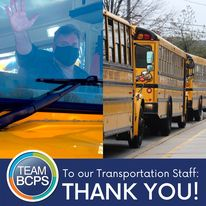 TEAM
BCPS
To our Transportation Staff:
THANK YOU!